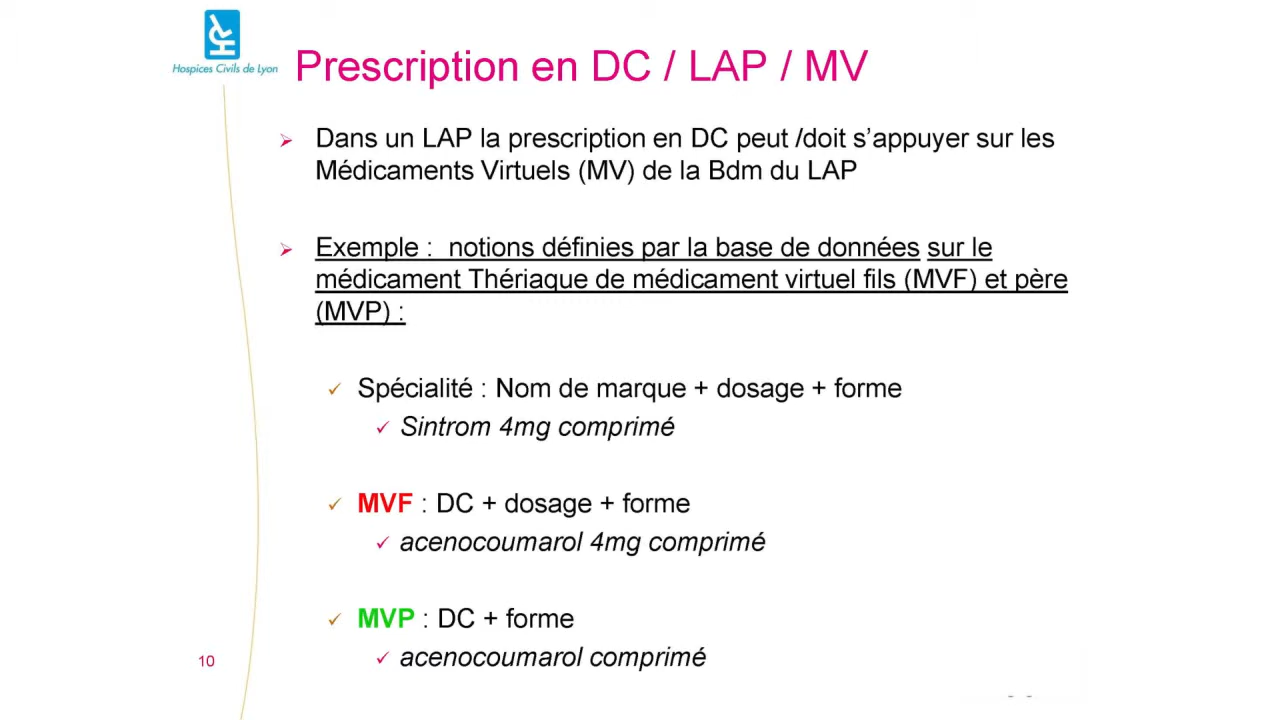 Hospices Civils de Lyon
Prescription en DC / LAP / MV
Dans un LAP la prescription en DC peut /doit s’appuyer sur les
Médicaments Virtuels (MV) de la Bdm du LAP
Exemple : notions définies par la base de données sur le
médicament Thériaque de médicament virtuel fils (MVF) et père
(MVP) :
Spécialité : Nom de marque + dosage + forme
Sintrom 4mg comprimé
MVF : DC + dosage + forme
acenocoumarol 4mg comprimé
MVP : DC + forme
acenocoumarol comprimé
10